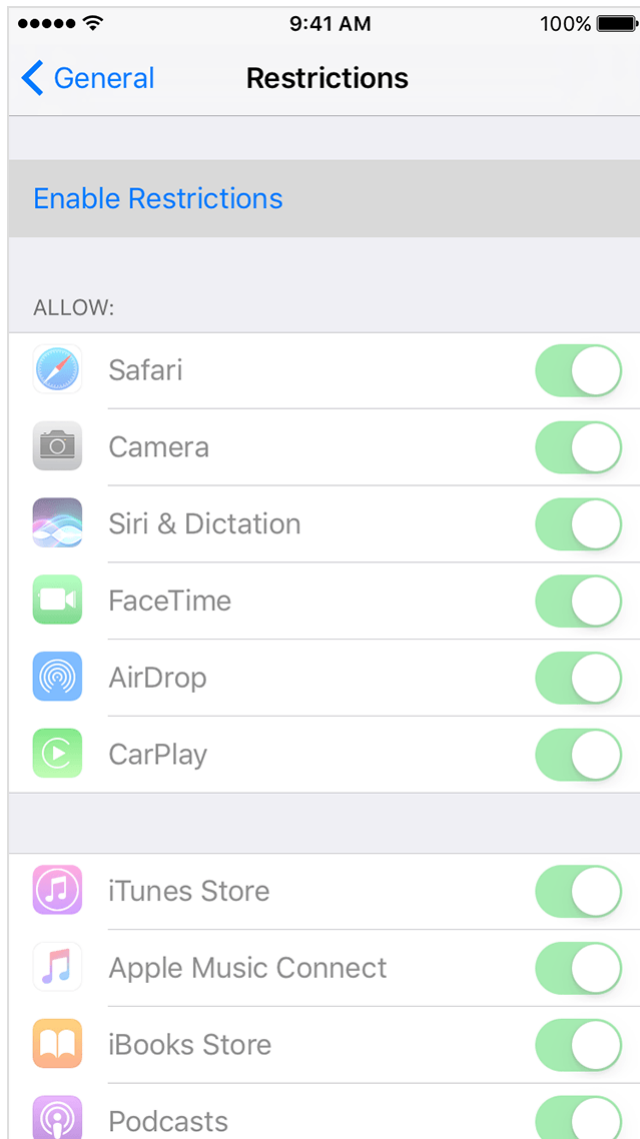 9:41 AM 100%
General Restrictions
Enable Restrictions
ALLOW:
Safari
Camera
Siri & Dictation
FaceTime
AirDrop
CarPlay
iTunes Store
Apple Music Connect
iBooks Store
Podcasts